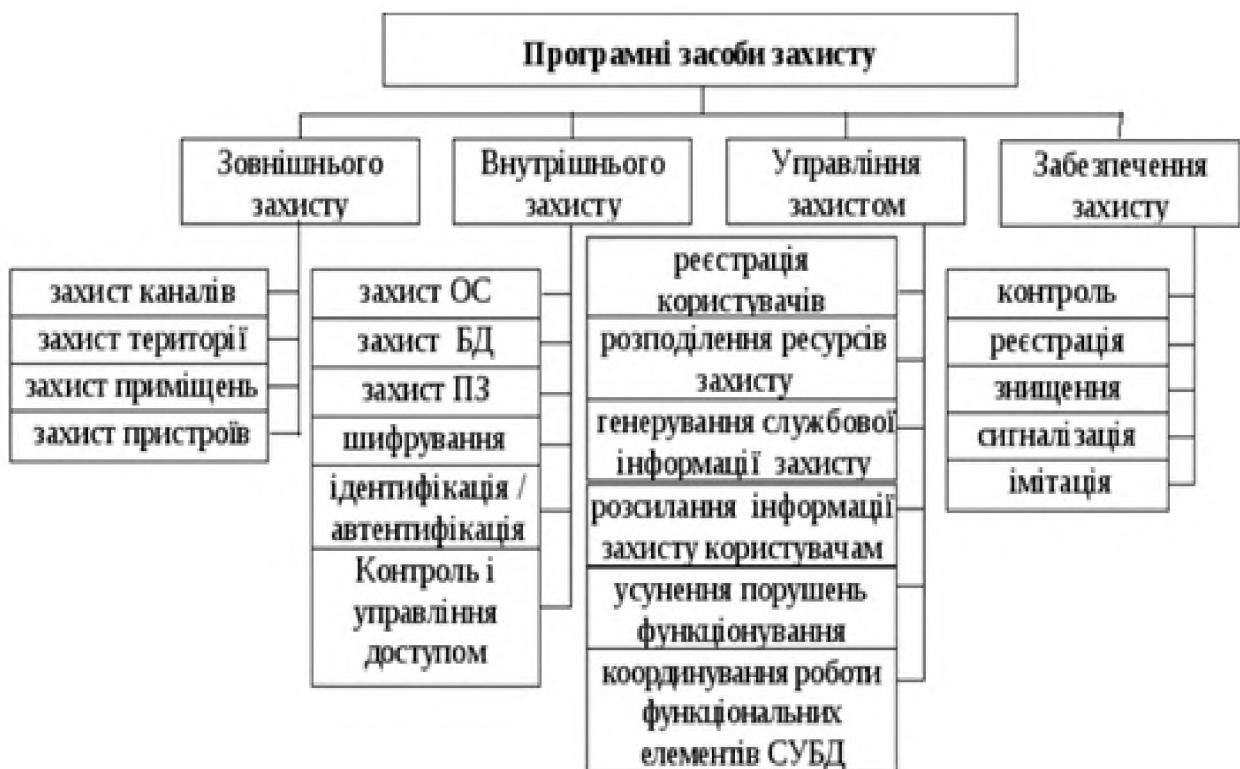 Програмні засоби захисту
Зовнішнього
захисту
Внутрішнього
захисту
Управління
захистом
Забезпечення
захисту
захист каналів
захист території
захист приміщень
захист пристроїв
захист ОС
захист БД
захист ПЗ
шифрування
ідентифікація /
автентифікація
Контроль і
управління
доступом
реєстрація
користувачів
розподілення ресурсів
захисту
генерування службової
інформації захисту
розсилання інформації
захисту користувачам
усунення порушень
функціонування
координування роботи
функціональних
елементів СУБД
контроль
реєстрація
знищення
сигналізація
імітація